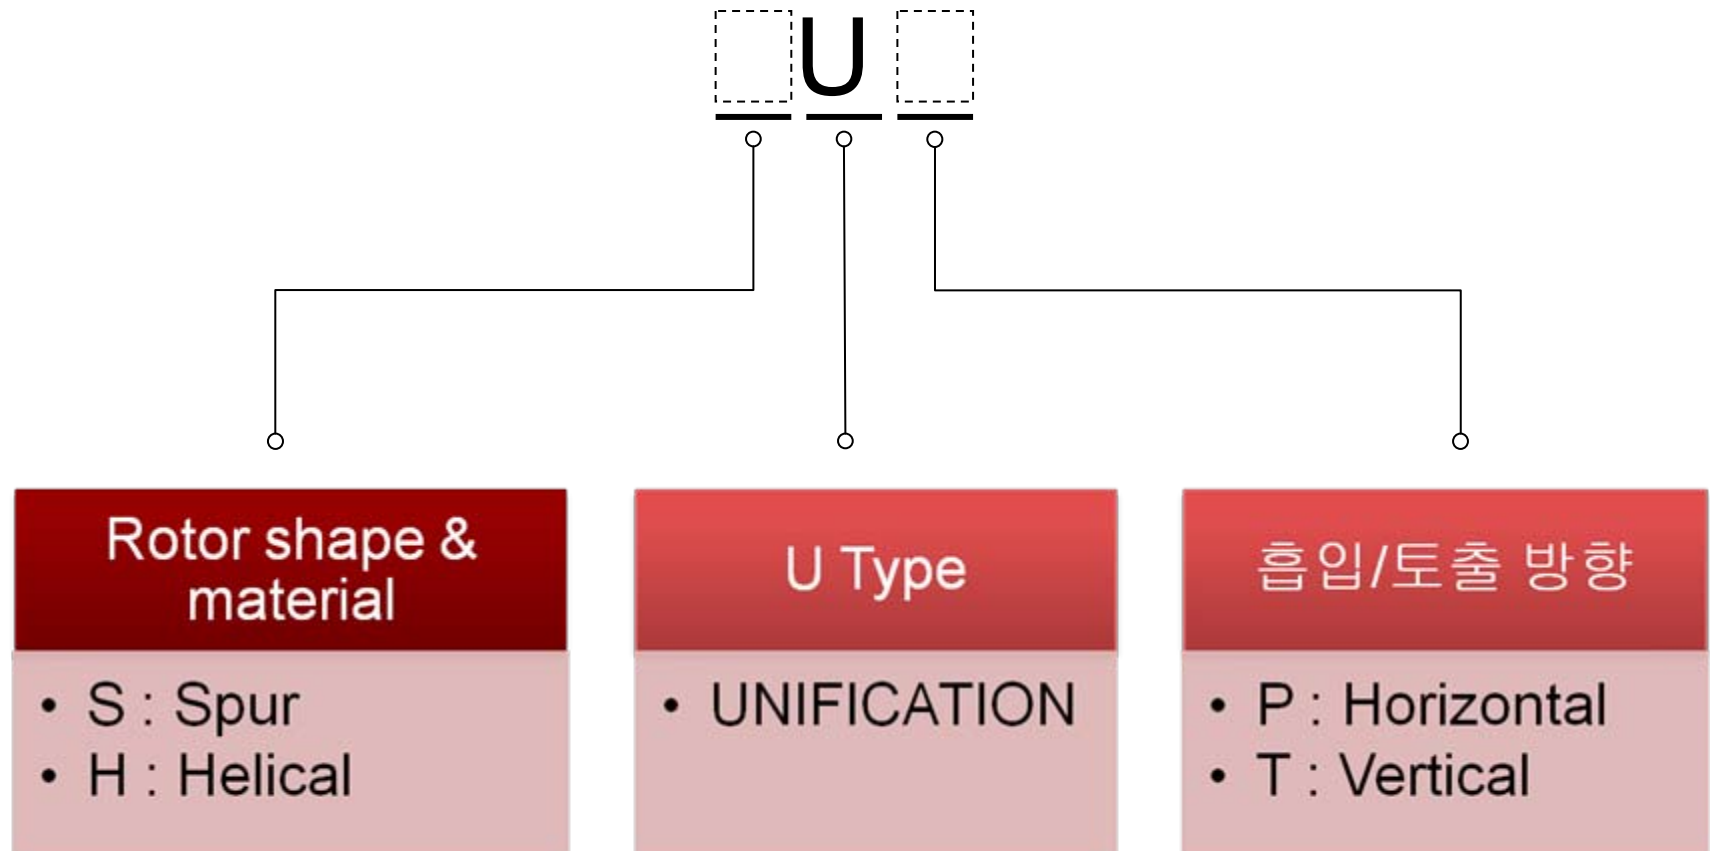 U
Rotor shape &
material
• S : Spur
• H : Helical
U Type
• UNIFICATION
흡입/토출 방향
• P : Horizontal
• T : Vertical